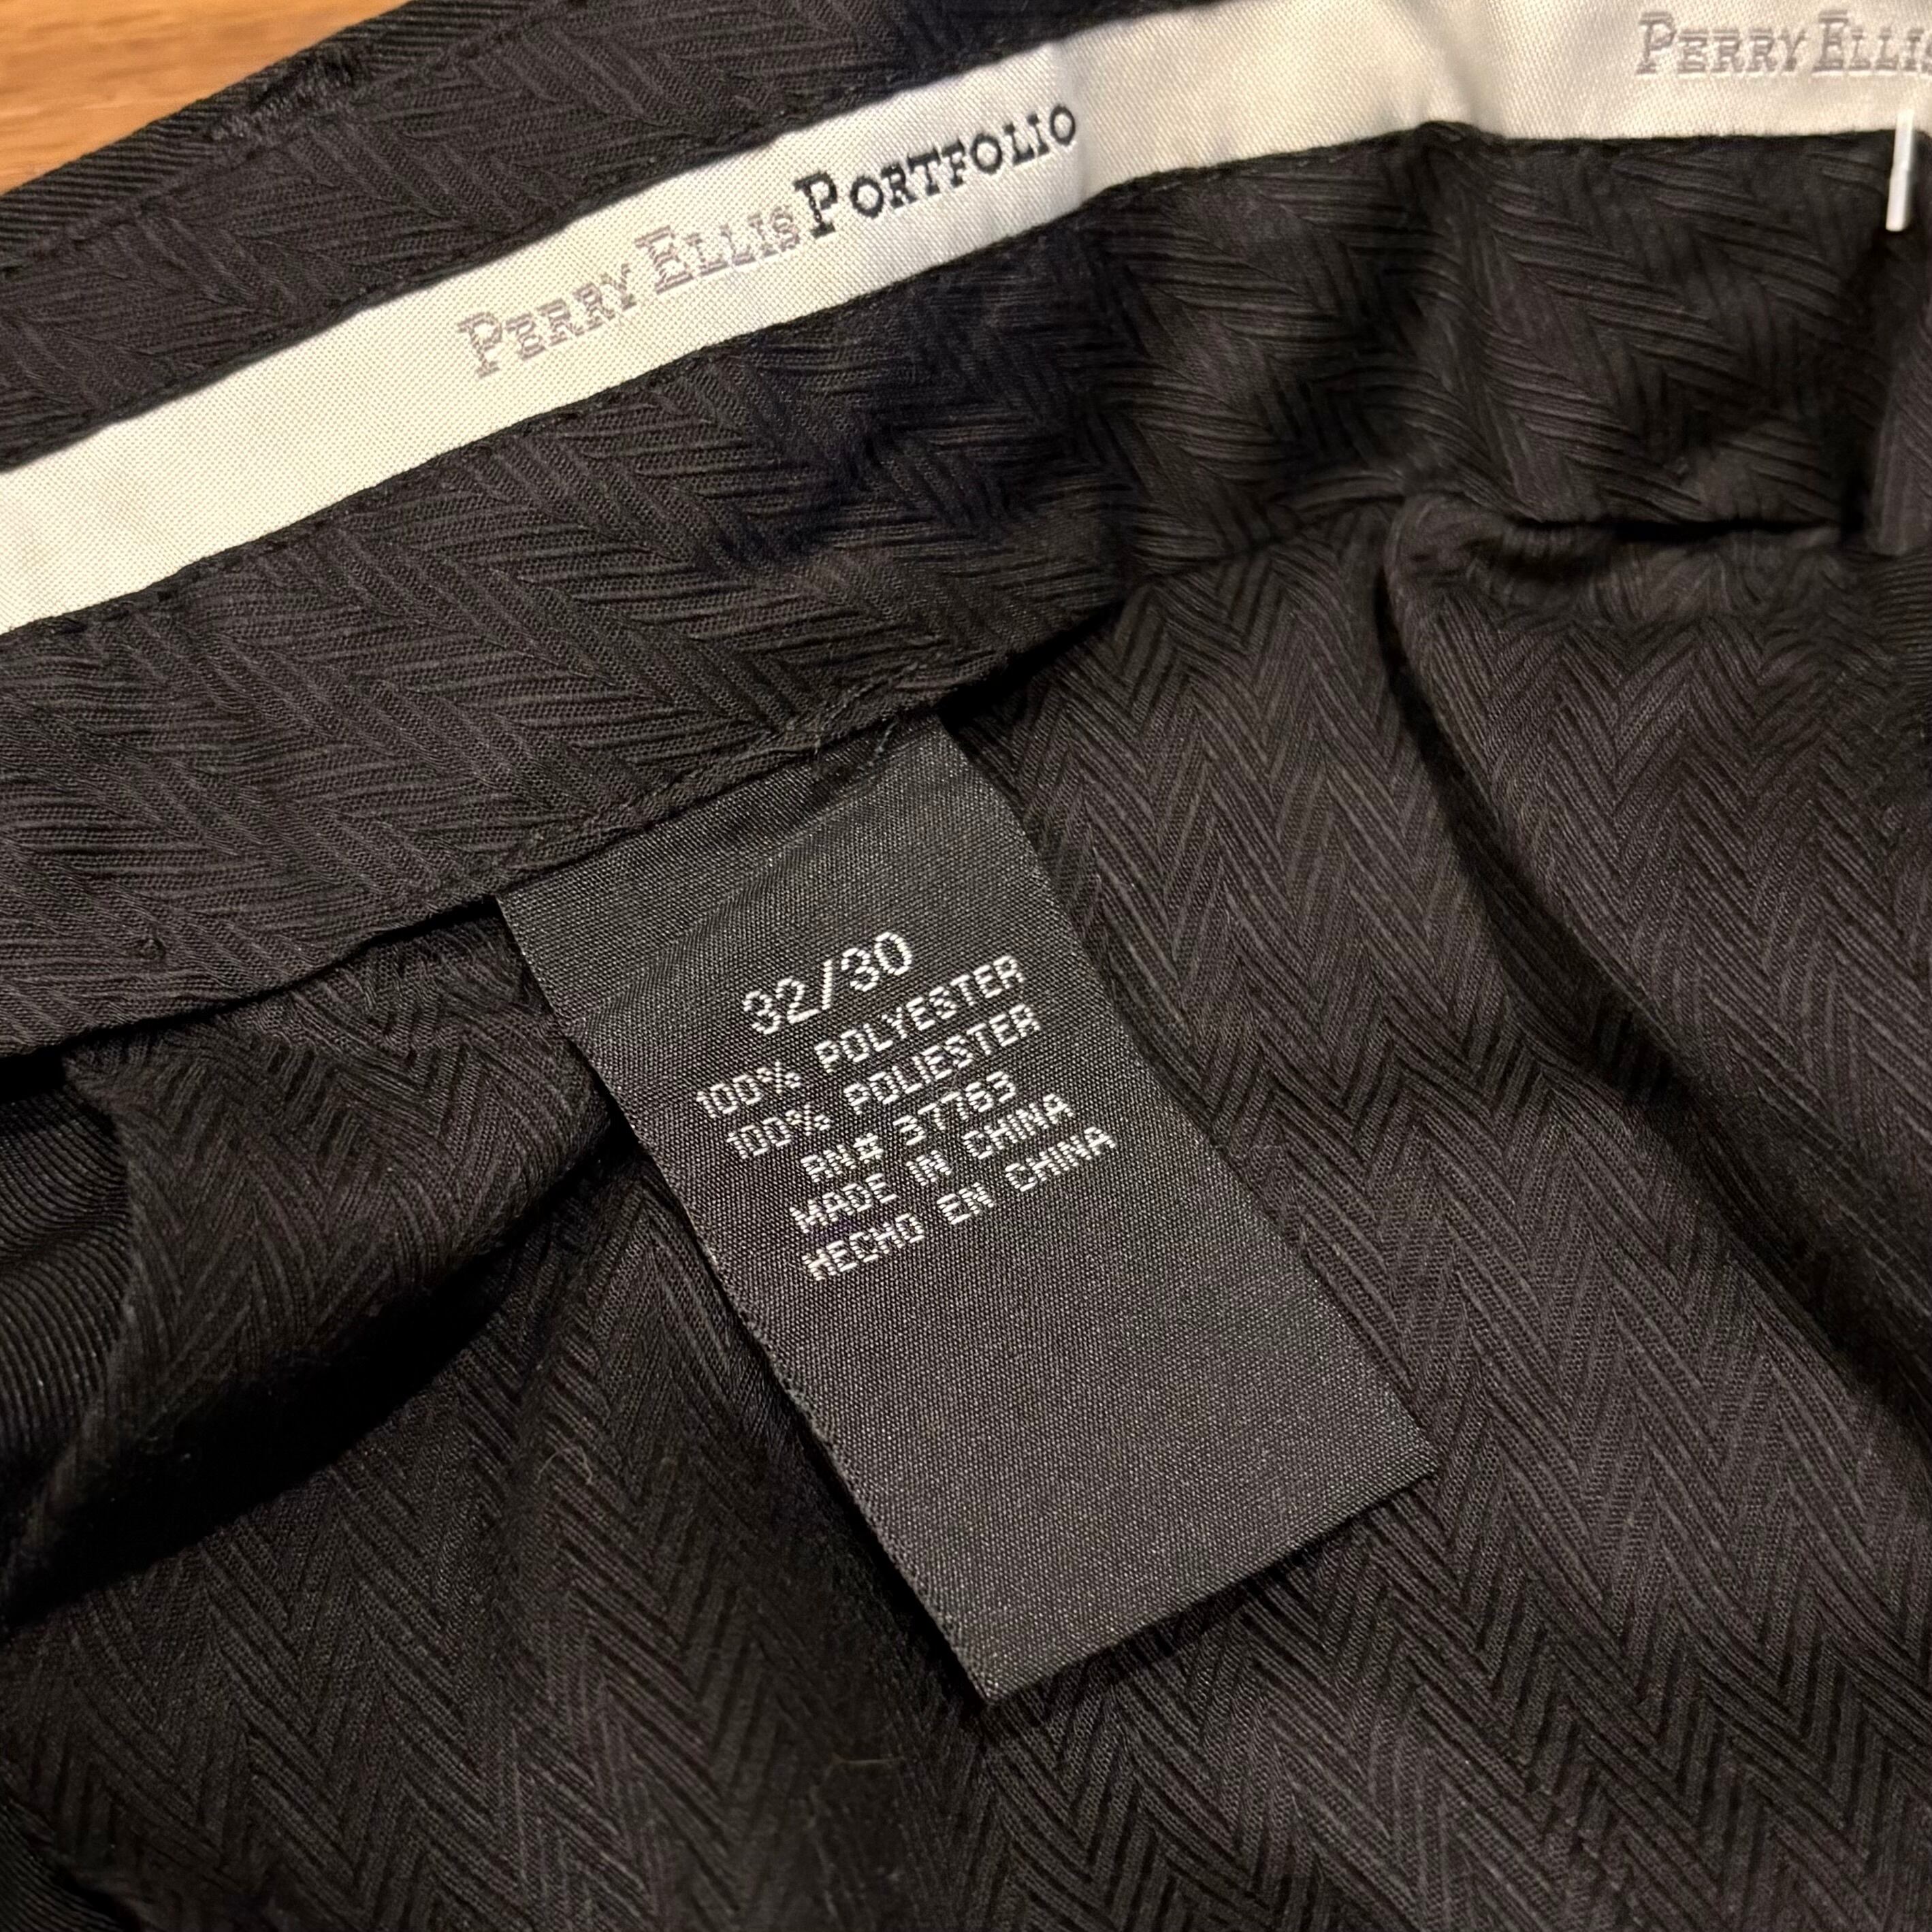 PERRY ELLIS PORTFOLIO
PERRY ELLIS
32/30
100% POLYESTER
100% POLIESTER
RN# 37763
MADE IN CHINA
HECHO EN CHINA